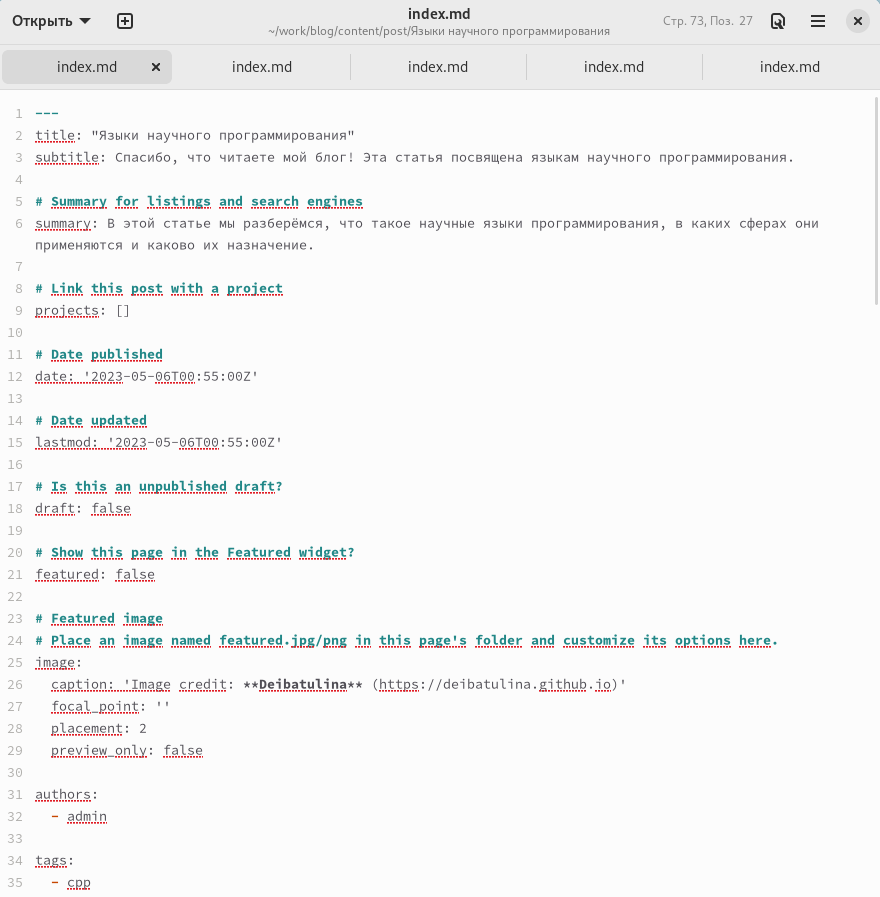 Открыть
index.md
~/work/blog/content/post/Языки научного программирования
Стр. 73, Поз. 27
index.md
index.md
index.md
index.md
index.md
1 ---
2 title: "Языки научного программирования"
3 subtitle: Спасибо, что читаете мой блог! Эта статья посвящена языкам научного программирования.
4
5 # Summary for listings and search engines
6 summary: В этой статье мы разберёмся, что такое научные языки программирования, в каких сферах они
применяются и каково их назначение.
7
8 # Link this post with a project
9 projects: []
10
11 # Date published
12 date: '2023-05-06T00:55:00Z'
13
14 # Date updated
15 lastmod: '2023-05-06T00:55:00Z'
16
17 # Is this an unpublished draft?
18 draft: false
19
20 # Show this page in the Featured widget?
21 featured: false
22
23 # Featured image
24 # Place an image named featured.jpg/png in this page's folder and customize its options here.
25 image:
26   caption: 'Image credit: **Deibatulina** (https://deibatulina.github.io)'
27   focal_point: ''
28   placement: 2
29   preview_only: false
30
31 authors:
32   - admin
33
34 tags:
35   - cpp